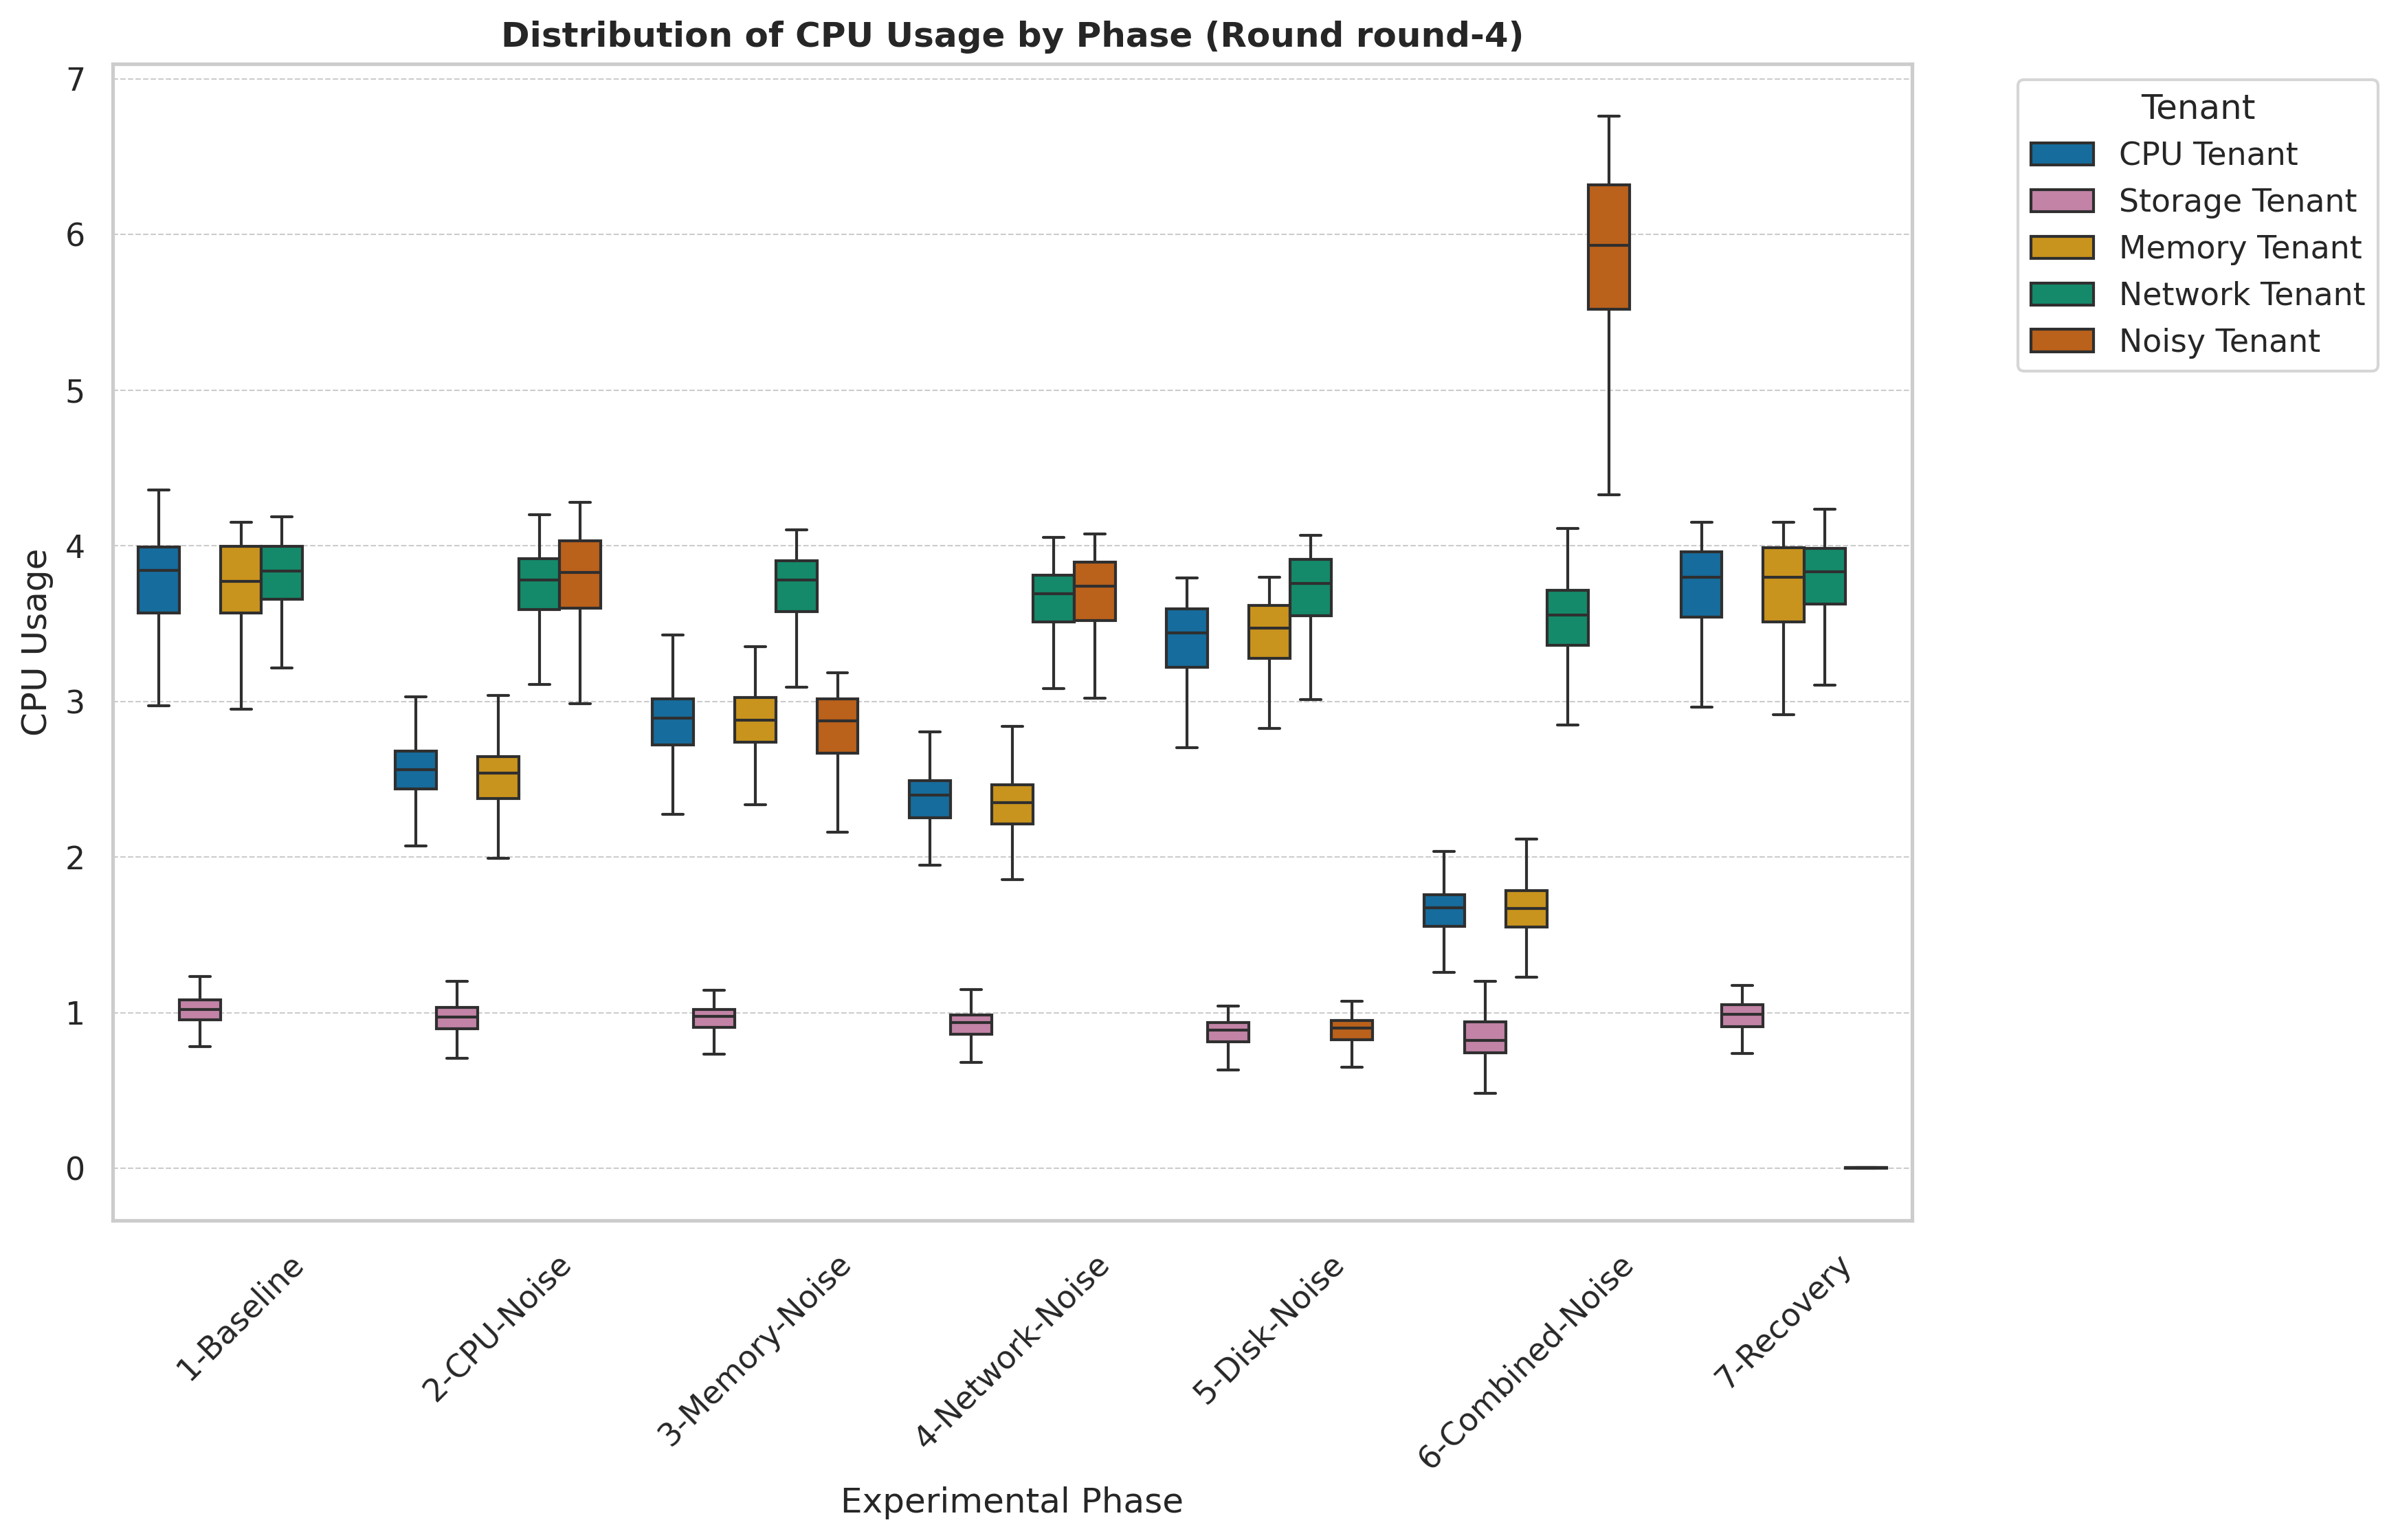 Distribution of CPU Usage by Phase (Round round-4)
7
6
5
4
3
2
1
0
CPU Usage
1-Baseline
2-CPU-Noise
3-Memory-Noise
4-Network-Noise
5-Disk-Noise
6-Combined-Noise
7-Recovery
Experimental Phase
Tenant
CPU Tenant
Storage Tenant
Memory Tenant
Network Tenant
Noisy Tenant